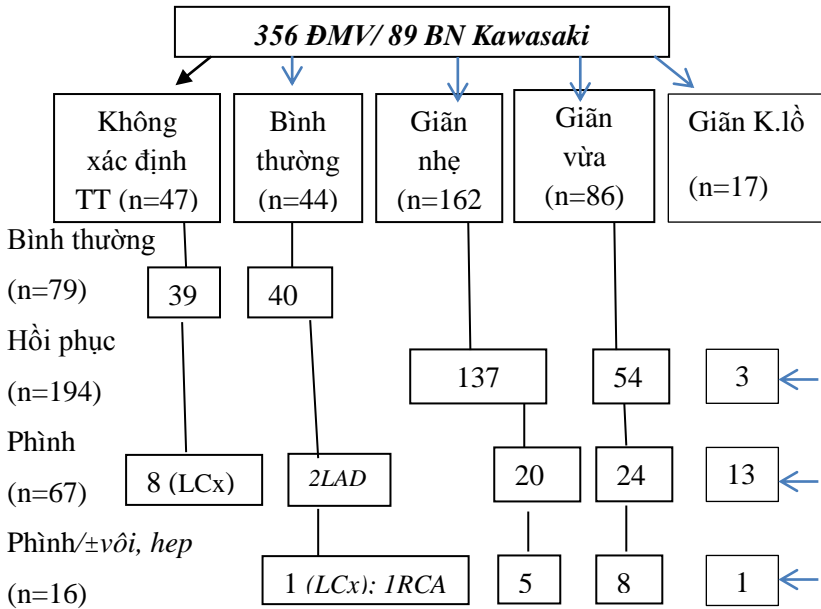 356 ĐMV/ 89 BN Kawasaki
Không
xác định
TT (n=47)
Bình
thường
(n=44)
Giãn
nhẹ
(n=162
Giãn
vừa
(n=86)
Giãn K.lồ
(n=17)
Bình thường
(n=79)
39
40
Hồi phục
(n=194)
137
54
3
Phình
(n=67)
8 (LCx)
2LAD
20
24
13
Phình/±vôi, hep
(n=16)
1 (LCx); 1RCA
5
8
1